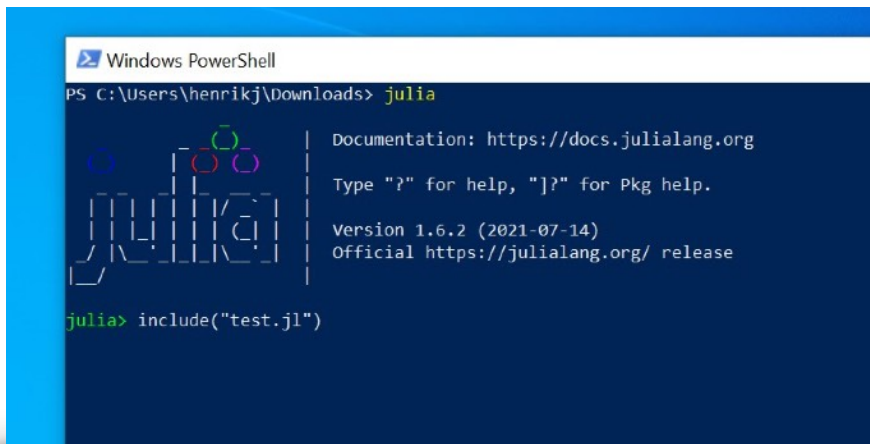 Windows PowerShell
PS C:\Users\henrikj\Downloads> julia
Documentation: https://docs.julialang.org
Type "?" for help, "]?" for Pkg help.
Version 1.6.2 (2021-07-14)
Official https://julialang.org/ release
julia> include("test.jl")